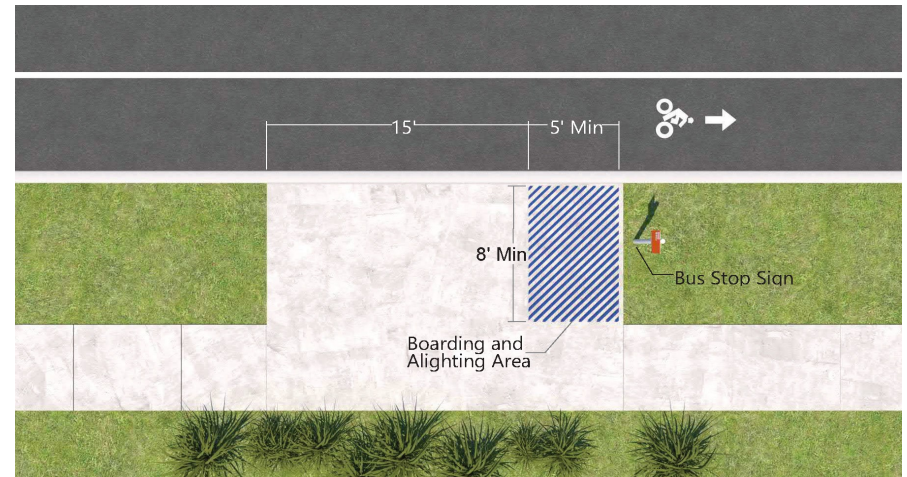 15'
5' Min
8' Min
Bus Stop Sign
Boarding and
Alighting Area